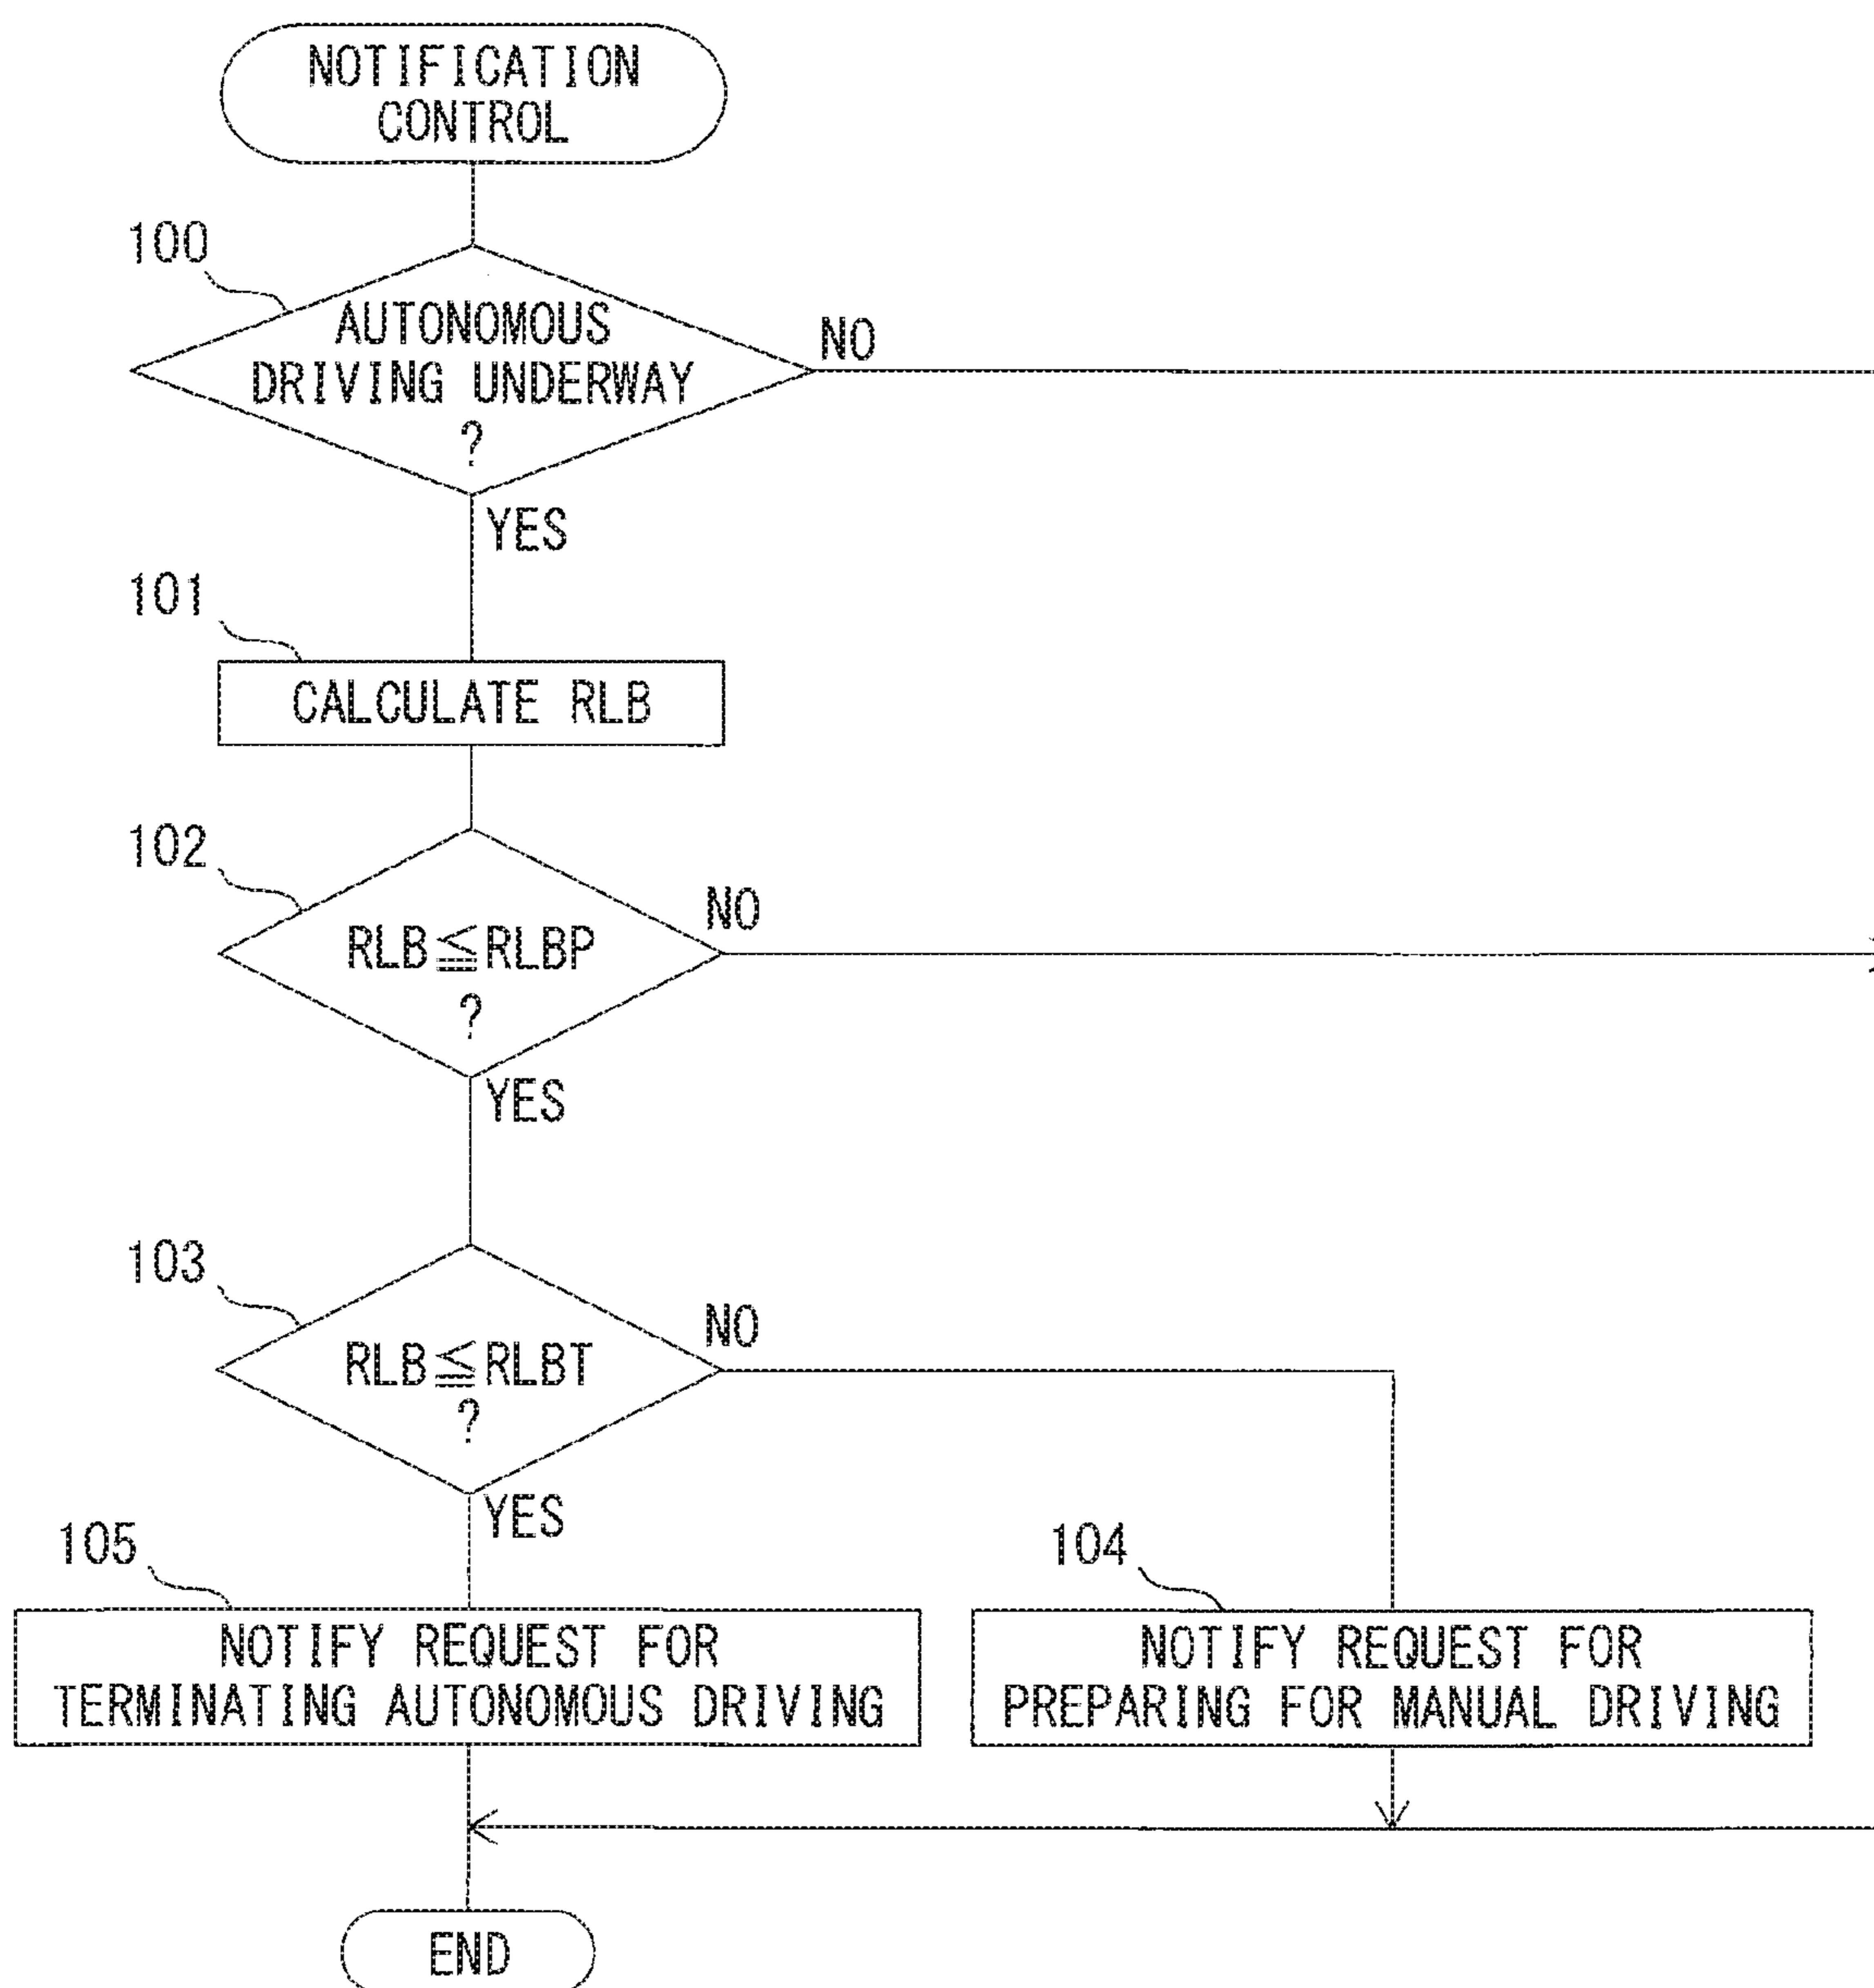 NOTIFICATION
CONTROL
100
AUTONOMOUS
DRIVING UNDERWAY
?
NO
YES
101
CALCULATE RLB
102
RLB≦RLBP
?
NO
YES
103
RLB≦RLBT
?
NO
YES
105
NOTIFY REQUEST FOR
TERMINATING AUTONOMOUS DRIVING
104
NOTIFY REQUEST FOR
PREPARING FOR MANUAL DRIVING
END